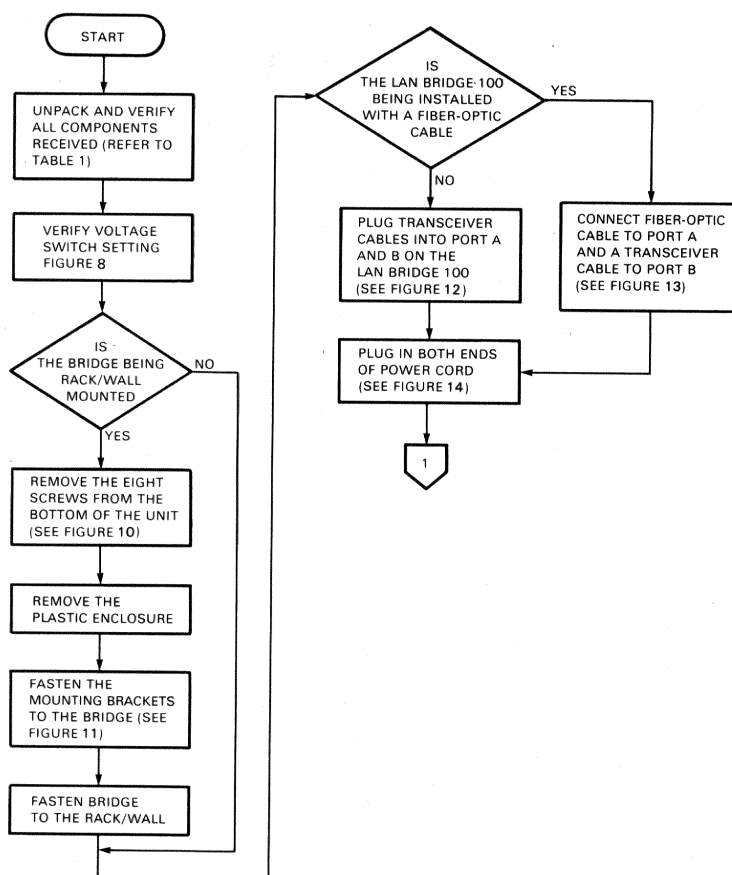 START
UNPACK AND VERIFY
ALL COMPONENTS
RECEIVED (REFER TO
TABLE 1)
VERIFY VOLTAGE
SWITCH SETTING
FIGURE 8
IS
THE BRIDGE BEING
RACK/WALL
MOUNTED
NO
YES
REMOVE THE EIGHT
SCREWS FROM THE
BOTTOM OF THE UNIT
(SEE FIGURE 10)
REMOVE THE
PLASTIC ENCLOSURE
FASTEN THE
MOUNTING BRACKETS
TO THE BRIDGE (SEE
FIGURE 11)
FASTEN BRIDGE
TO THE RACK/WALL
IS
THE LAN BRIDGE 100
BEING INSTALLED
WITH A FIBER-OPTIC
CABLE
YES
NO
PLUG TRANSCEIVER
CABLES INTO PORT A
AND B ON THE
LAN BRIDGE 100
(SEE FIGURE 12)
CONNECT FIBER-OPTIC
CABLE TO PORT A
AND A TRANSCEIVER
CABLE TO PORT B
(SEE FIGURE 13)
PLUG IN BOTH ENDS
OF POWER CORD
(SEE FIGURE 14)
1